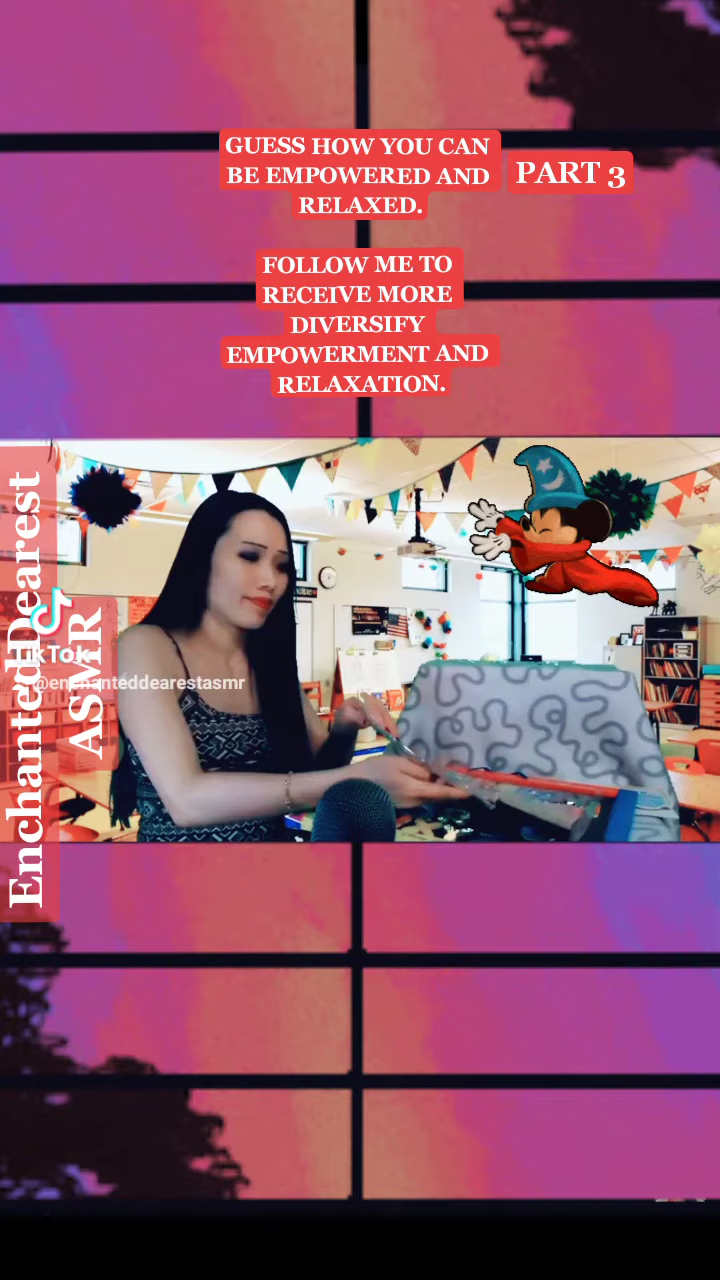 GUESS HOW YOU CAN
BE EMPOWERED AND
RELAXED.
PART 3
FOLLOW ME TO
RECEIVE MORE
DIVERSIFY
EMPOWERMENT AND
RELAXATION.
EnchantedDearest
ASMR
TikTok
@enchanteddearestasmr